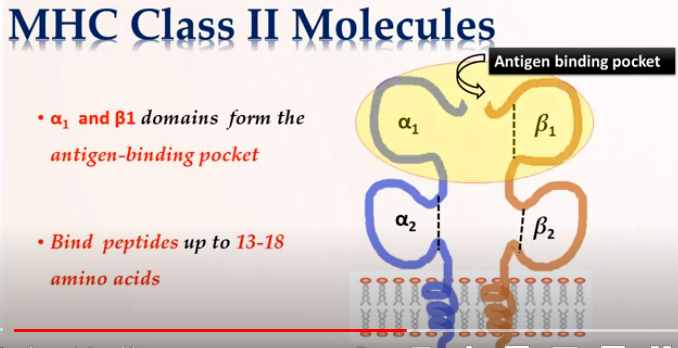 MHC Class II Molecules
Antigen binding pocket
• α₁ and β1 domains form the
antigen-binding pocket
α₁
β₁
• Bind peptides up to 13-18
amino acids
α₂
β₂